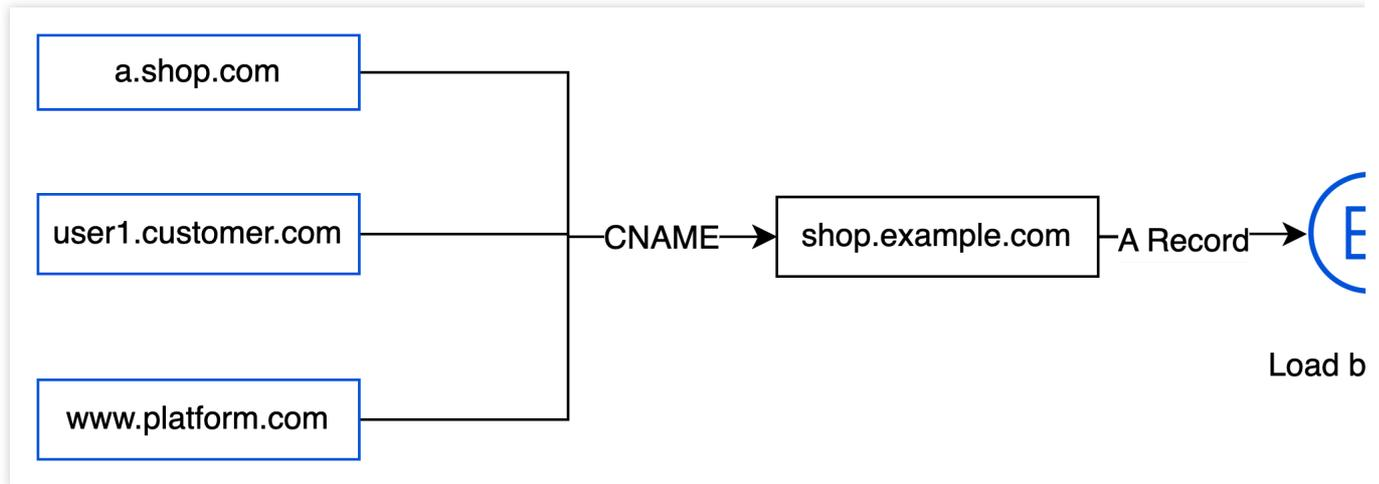 a.shop.com
user1.customer.com
CNAME
shop.example.com
A Record
www.platform.com
Load